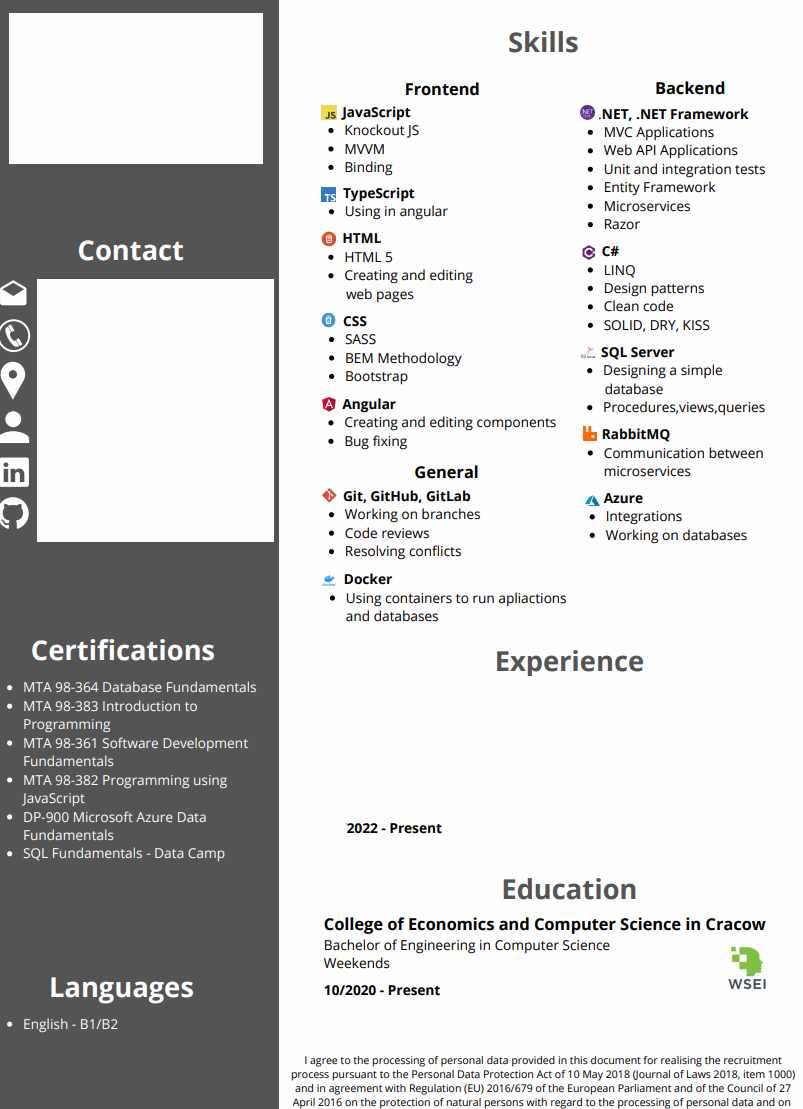 Contact
Certifications
MTA 98-364 Database Fundamentals
MTA 98-383 Introduction to
Programming
MTA 98-361 Software Development
Fundamentals
MTA 98-382 Programming using
JavaScript
DP-900 Microsoft Azure Data
Fundamentals
SQL Fundamentals - Data Camp
Languages
English - B1/B2
Skills
Frontend
JS JavaScript
Knockout JS
MVVM
Binding
TS TypeScript
Using in angular
HTML
HTML 5
Creating and editing
web pages
CSS
SASS
BEM Methodology
Bootstrap
Angular
Creating and editing components
Bug fixing
General
Git, GitHub, GitLab
Working on branches
Code reviews
Resolving conflicts
Docker
Using containers to run apliactions
and databases
Backend
.NET, .NET Framework
MVC Applications
Web API Applications
Unit and integration tests
Entity Framework
Microservices
Razor
C#
LINQ
Design patterns
Clean code
SOLID, DRY, KISS
SQL Server
Designing a simple
database
Procedures,views,queries
RabbitMQ
Communication between
microservices
Azure
Integrations
Working on databases
Experience
2022 - Present
Education
College of Economics and Computer Science in Cracow
Bachelor of Engineering in Computer Science
Weekends
10/2020 - Present
WSEI
I agree to the processing of personal data provided in this document for realising the recruitment
process pursuant to the Personal Data Protection Act of 10 May 2018 (Journal of Laws 2018, item 1000)
and in agreement with Regulation (EU) 2016/679 of the European Parliament and of the Council of 27
April 2016 on the protection of natural persons with regard to the processing of personal data and on